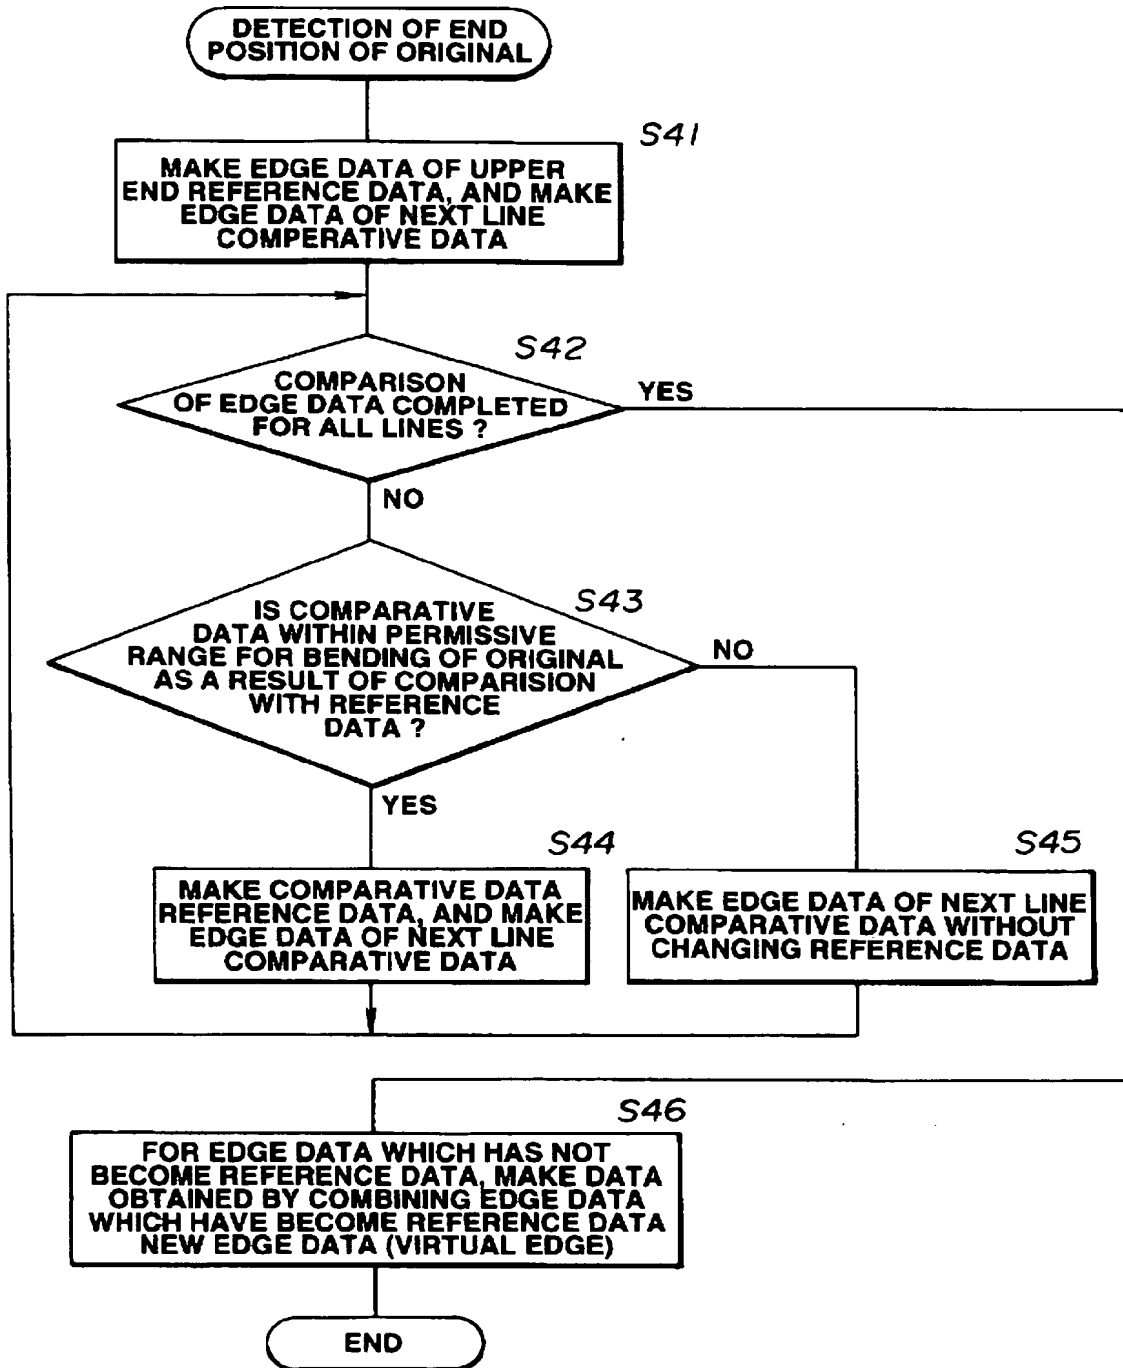 DETECTION OF END
POSITION OF ORIGINAL
S41
MAKE EDGE DATA OF UPPER
END REFERENCE DATA, AND MAKE
EDGE DATA OF NEXT LINE
COMPERATIVE DATA
S42
COMPARISON
OF EDGE DATA COMPLETED
FOR ALL LINES ?
YES
NO
S43
IS COMPARATIVE
DATA WITHIN PERMISSIVE
RANGE FOR BENDING OF ORIGINAL
AS A RESULT OF COMPARISION
WITH REFERENCE
DATA ?
NO
YES
S44
MAKE COMPARATIVE DATA
REFERENCE DATA, AND MAKE
EDGE DATA OF NEXT LINE
COMPARATIVE DATA
S45
MAKE EDGE DATA OF NEXT LINE
COMPARATIVE DATA WITHOUT
CHANGING REFERENCE DATA
S46
FOR EDGE DATA WHICH HAS NOT
BECOME REFERENCE DATA, MAKE DATA
OBTAINED BY COMBINING EDGE DATA
WHICH HAVE BECOME REFERENCE DATA
NEW EDGE DATA (VIRTUAL EDGE)
END